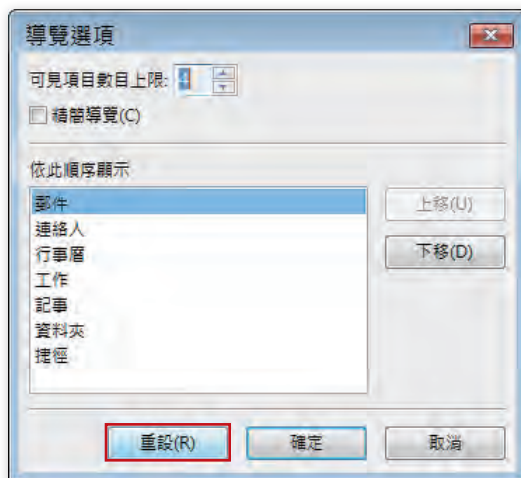 導覽選項
可見項目數目上限: 4
精簡導覽(C)
依此順序顯示
郵件
連絡人
行事曆
工作
記事
資料夾
捷徑
上移(U)
下移(D)
重設(R)
確定
取消